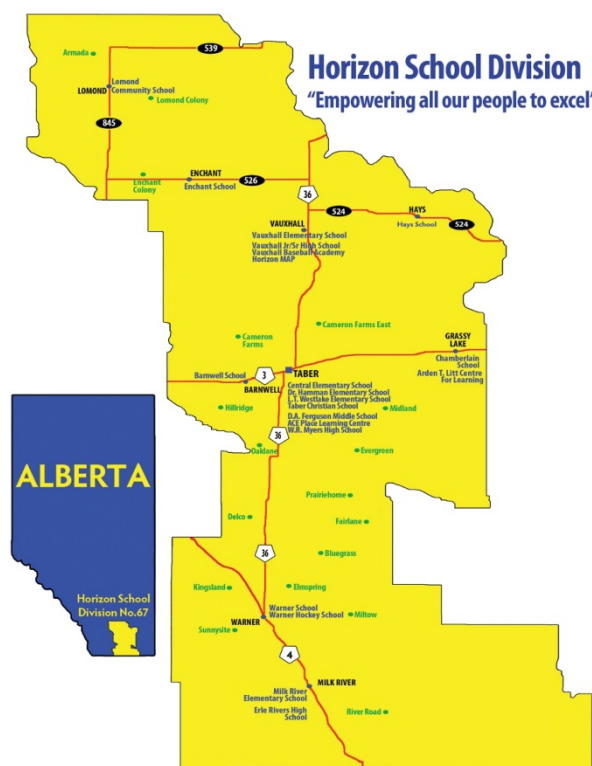 Horizon School Division
"Empowering all our people to excel"
Armada
539
Lomond
Community School
LOMOND
Lomond Colony
845
ENCHANT
Enchant School
Enchant
Colony
526
36
524
HAYS
Hays School
524
VAUXHALL
Vauxhall Elementary School
Vauxhall Jr/Sr High School
Vauxhall Baseball Academy
Horizon MAP
Cameron Farms East
Cameron
Farms
GRASSY
LAKE
Chamberlain
School
Arden T. Litt Centre
For Learning
Barnwell School
3
TABER
BARNWELL
Central Elementary School
Dr. Hamman Elementary School
L.T. Westlake Elementary School
Taber Christian School
D.A. Ferguson Middle School
ACE Place Learning Centre
W.R. Myers High School
Hillridge
Midland
36
Oaklane
Evergreen
Prairiehome
Delco
Fairlane
36
Bluegrass
Kingsland
Elmspring
Warner School
Warner Hockey School
Miltow
WARNER
Sunnysite
4
MILK RIVER
Milk River
Elementary School
Erle Rivers High
School
River Road
ALBERTA
Horizon School
Division No.67